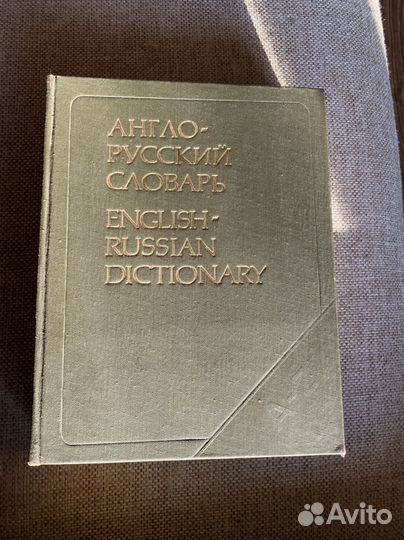 АНГЛО-
РУССКИЙ
СЛОВАРЬ
ENGLISH-
RUSSIAN
DICTIONARY
Avito